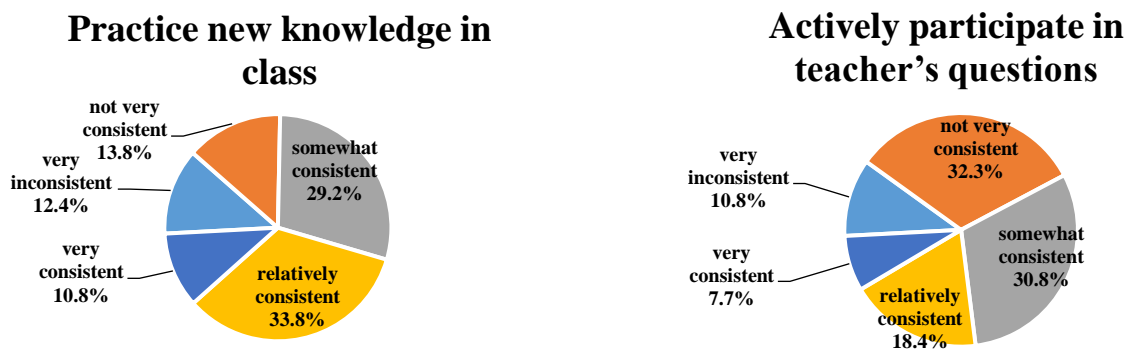 Practice new knowledge in
class
not very
consistent
13.8%
somewhat
consistent
29.2%
very
inconsistent
12.4%
very
consistent
10.8%
relatively
consistent
33.8%
Actively participate in
teacher’s questions
not very
consistent
32.3%
very
inconsistent
10.8%
somewhat
consistent
30.8%
very
consistent
7.7%
relatively
consistent
18.4%